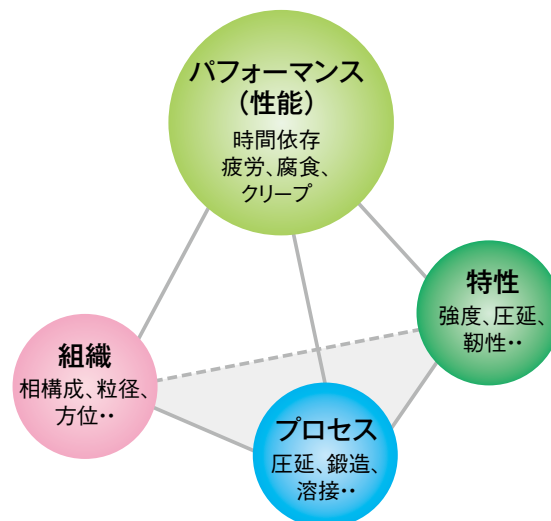 パフォーマンス
(性能)
時間依存
疲労、腐食、
クリープ
特性
強度、圧延、
靭性‥
組織
相構成、粒径、
方位‥
プロセス
圧延、鍛造、
溶接‥